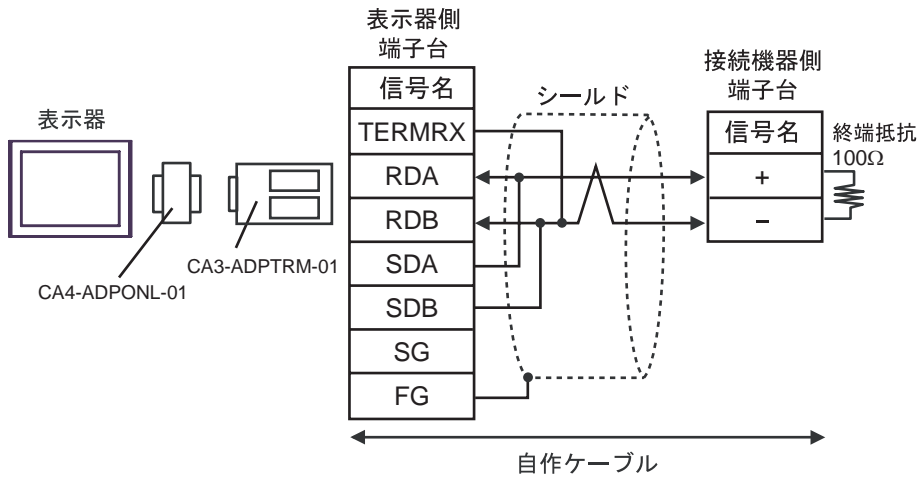 表示器
CA4-ADPONL-01
CA3-ADPTRM-01
表示器側
端子台
信号名
TERMRX
RDA
RDB
SDA
SDB
SG
FG
シールド
接続機器側
端子台
信号名
+
−
終端抵抗
100Ω
自作ケーブル